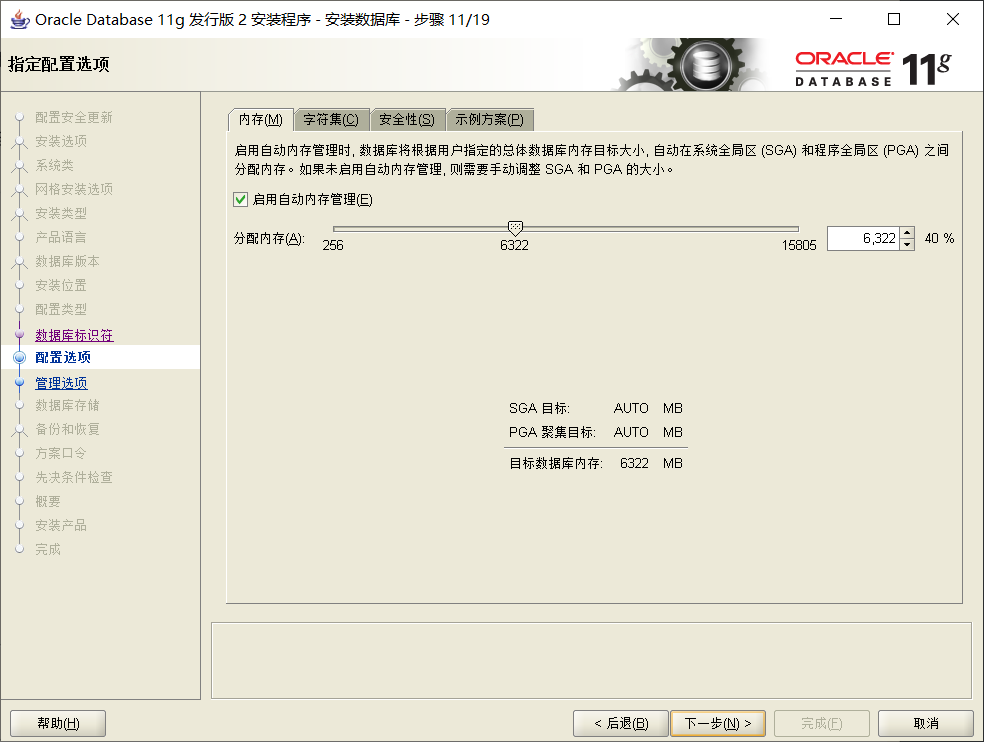 Oracle Database 11g 发行版 2 安装程序 - 安装数据库 - 步骤 11/19
指定配置选项
ORACLE
DATABASE 11g
配置安全更新
安装选项
系统类
网格安装选项
安装类型
产品语言
数据库版本
安装位置
配置类型
数据库标识符
配置选项
管理选项
数据库存储
备份和恢复
方案口令
先决条件检查
概要
安装产品
完成
内存(M) 字符集(C) 安全性(S) 示例方案(P)
启用自动内存管理时, 数据库将根据用户指定的总体数据库内存目标大小, 自动在系统全局区 (SGA) 和程序全局区 (PGA) 之间
分配内存。如果未启用自动内存管理, 则需要手动调整 SGA 和 PGA 的大小。
启用自动内存管理(E)
分配内存(A): 256 6322 15805 6,322 40 %
SGA 目标: AUTO MB
PGA 聚集目标: AUTO MB
目标数据库内存: 6322 MB
帮助(H) < 后退(B) 下一步(N) > 完成(F) 取消